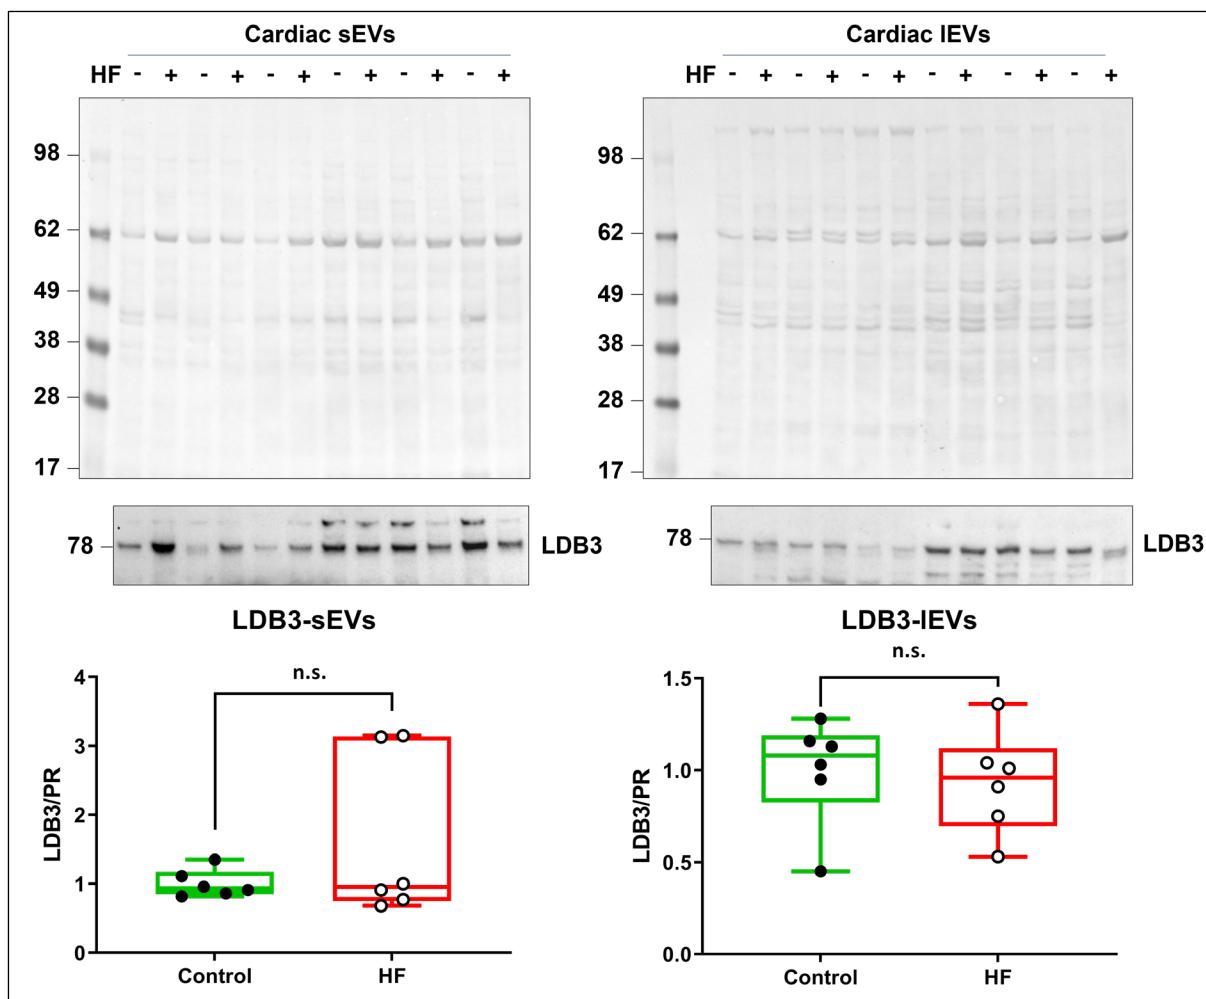 Cardiac sEVs
HF - + - + - + - + - + - +
98
62
49
38
28
17
78 LDB3
LDB3-sEVs
n.s.
4
3
2
1
0
LDB3/PR
Control HF
Cardiac lEVs
HF - + - + - + - + - + - +
98
62
49
38
28
17
78 LDB3
LDB3-lEVs
n.s.
1.5
1.0
0.5
0.0
LDB3/PR
Control HF